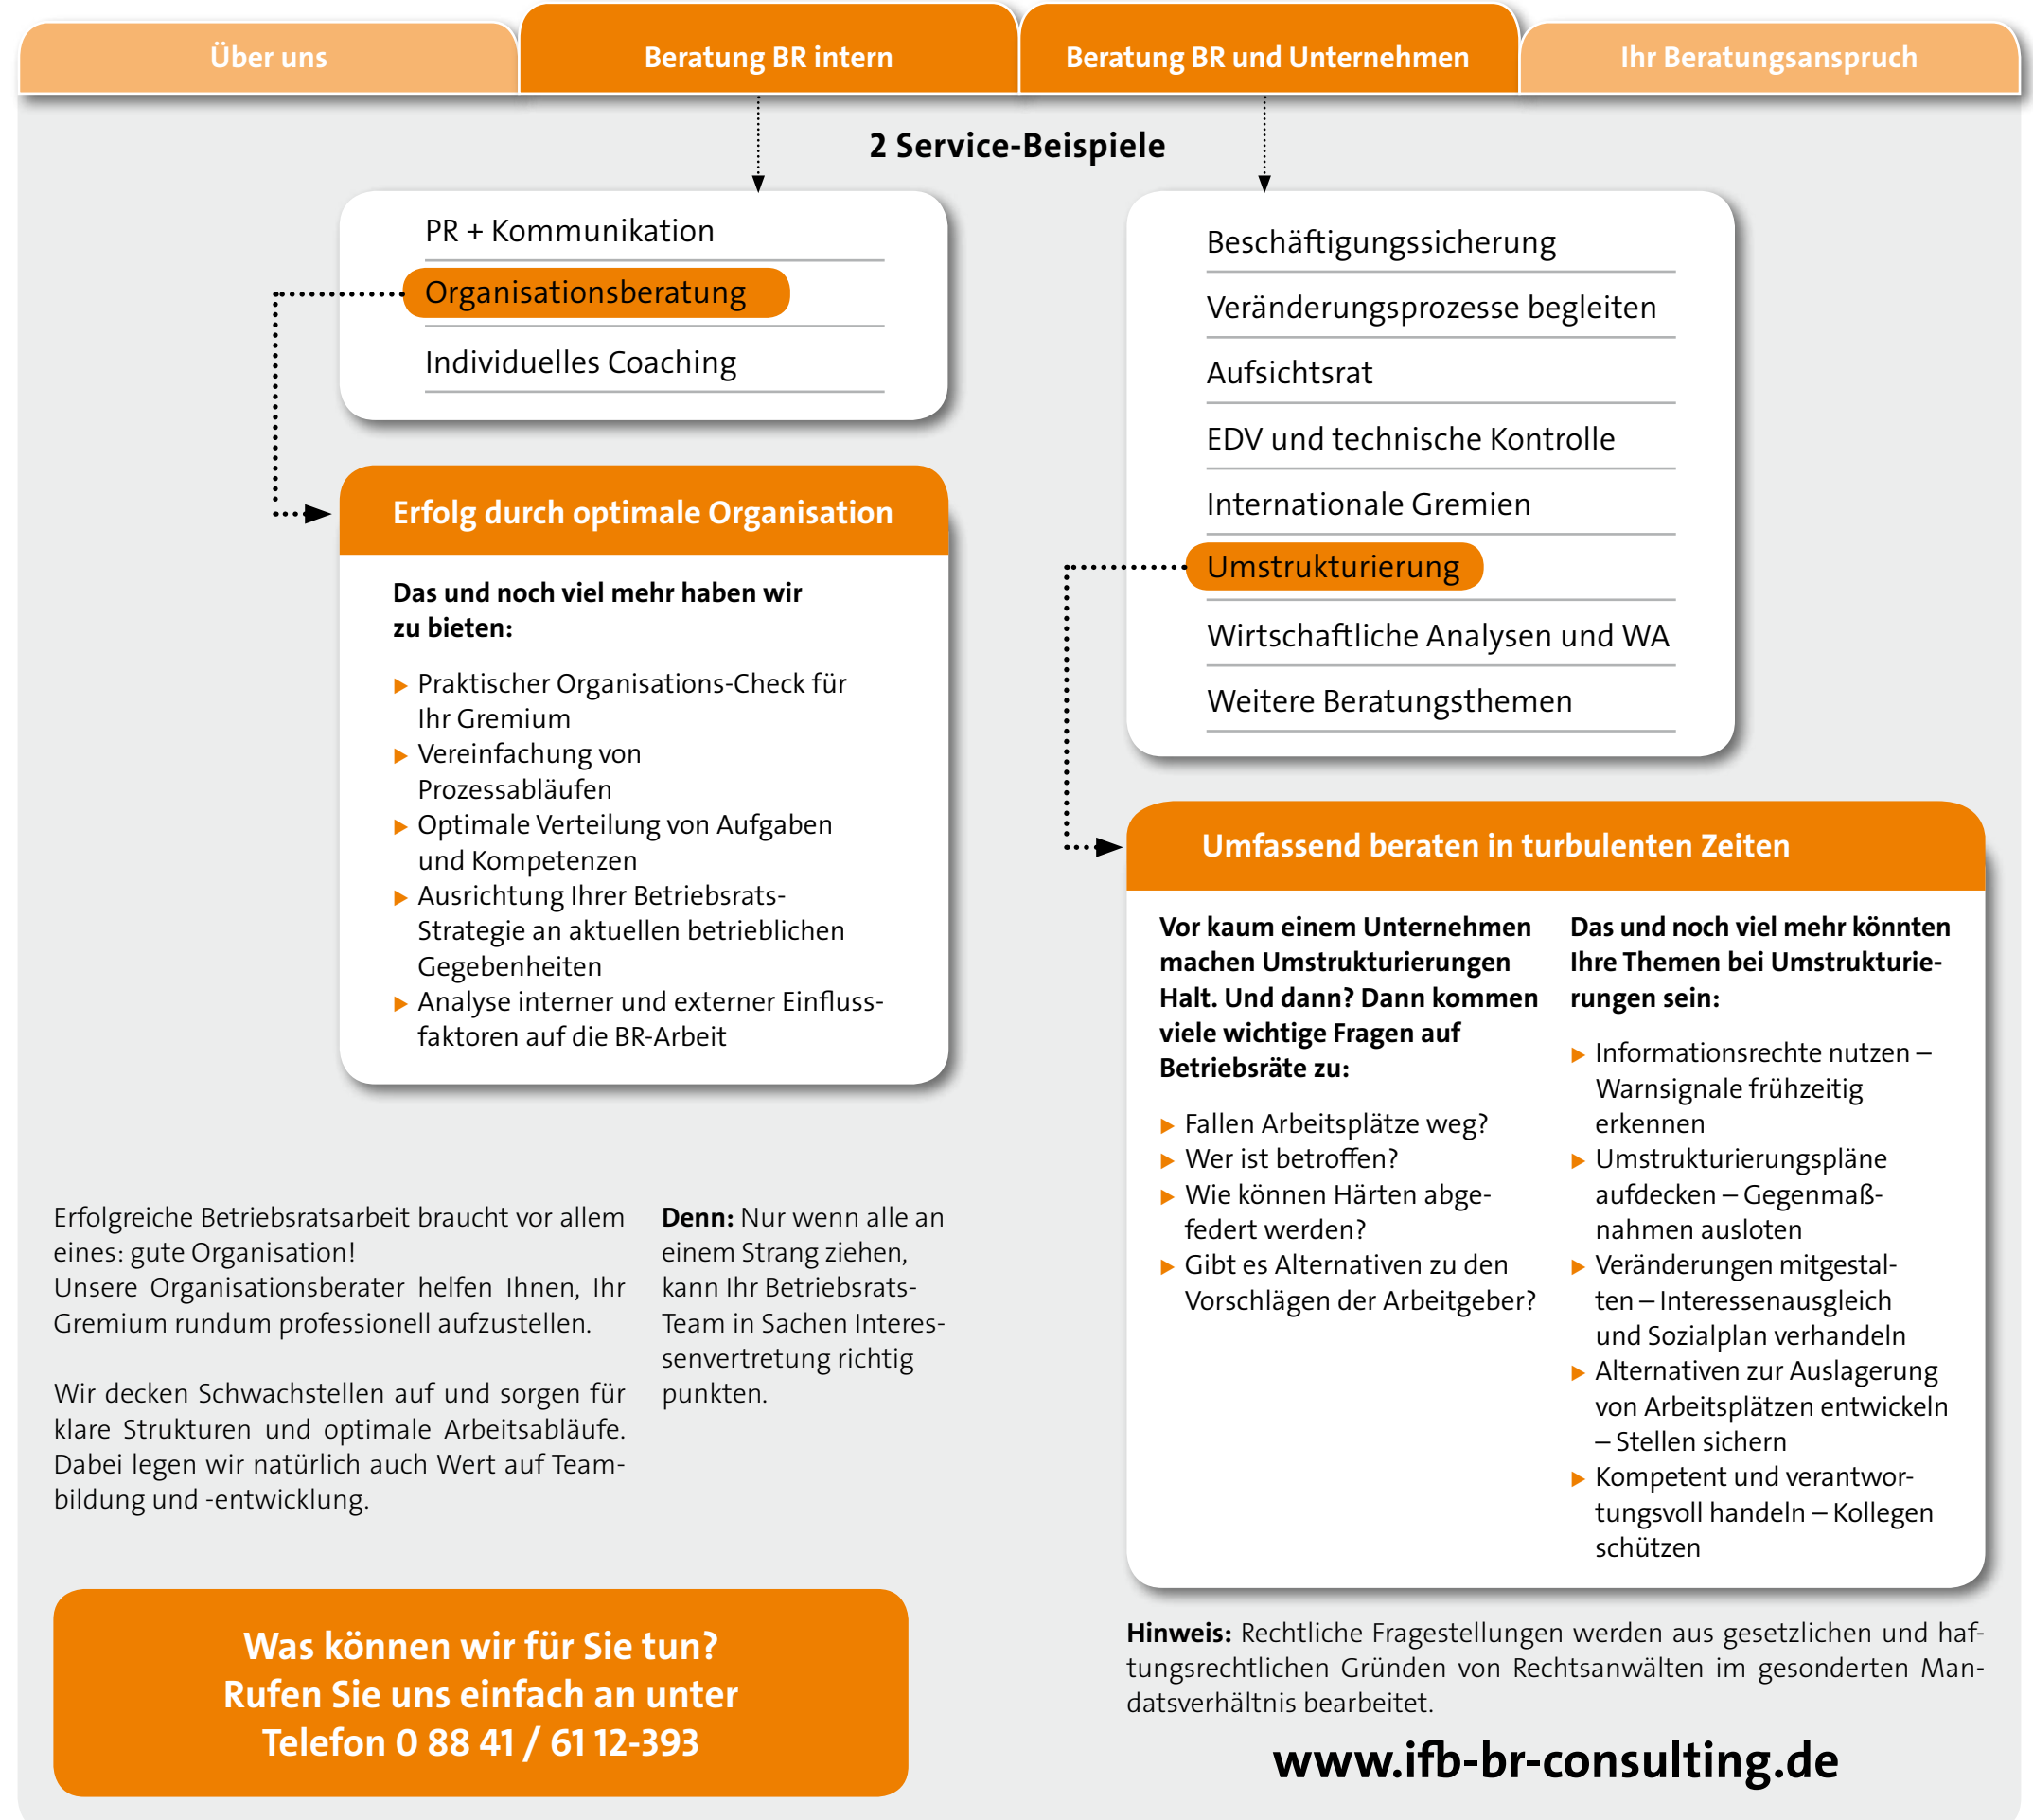 Über uns
Beratung BR intern
Beratung BR und Unternehmen
Ihr Beratungsanspruch
2 Service-Beispiele
PR + Kommunikation
Organisationsberatung
Individuelles Coaching
Erfolg durch optimale Organisation
Das und noch viel mehr haben wir
zu bieten:
▶ Praktischer Organisations-Check für
Ihr Gremium
▶ Vereinfachung von
Prozessabläufen
▶ Optimale Verteilung von Aufgaben
und Kompetenzen
▶ Ausrichtung Ihrer Betriebsrats-
Strategie an aktuellen betrieblichen
Gegebenheiten
▶ Analyse interner und externer Einfluss-
faktoren auf die BR-Arbeit
Erfolgreiche Betriebsratsarbeit braucht vor allem
eines: gute Organisation!
Unsere Organisationsberater helfen Ihnen, Ihr
Gremium rundum professionell aufzustellen.
Wir decken Schwachstellen auf und sorgen für
klare Strukturen und optimale Arbeitsabläufe.
Dabei legen wir natürlich auch Wert auf Team-
bildung und -entwicklung.
Denn: Nur wenn alle an
einem Strang ziehen,
kann Ihr Betriebsrats-
Team in Sachen Interes-
senvertretung richtig
punkten.
Was können wir für Sie tun?
Rufen Sie uns einfach an unter
Telefon 0 88 41 / 61 12-393
Beschäftigungssicherung
Veränderungsprozesse begleiten
Aufsichtsrat
EDV und technische Kontrolle
Internationale Gremien
Umstrukturierung
Wirtschaftliche Analysen und WA
Weitere Beratungsthemen
Umfassend beraten in turbulenten Zeiten
Vor kaum einem Unternehmen
machen Umstrukturierungen
Halt. Und dann? Dann kommen
viele wichtige Fragen auf
Betriebsräte zu:
▶ Fallen Arbeitsplätze weg?
▶ Wer ist betroffen?
▶ Wie können Härten abge-
federt werden?
▶ Gibt es Alternativen zu den
Vorschlägen der Arbeitgeber?
Das und noch viel mehr könnten
Ihre Themen bei Umstrukturie-
rungen sein:
▶ Informationsrechte nutzen –
Warnsignale frühzeitig
erkennen
▶ Umstrukturierungspläne
aufdecken – Gegenmaß-
nahmen ausloten
▶ Veränderungen mitgestal-
ten – Interessenausgleich
und Sozialplan verhandeln
▶ Alternativen zur Auslagerung
von Arbeitsplätzen entwickeln
– Stellen sichern
▶ Kompetent und verantwor-
tungsvoll handeln – Kollegen
schützen
Hinweis: Rechtliche Fragestellungen werden aus gesetzlichen und haf-
tungsrechtlichen Gründen von Rechtsanwälten im gesonderten Man-
datsverhältnis bearbeitet.
www.ifb-br-consulting.de